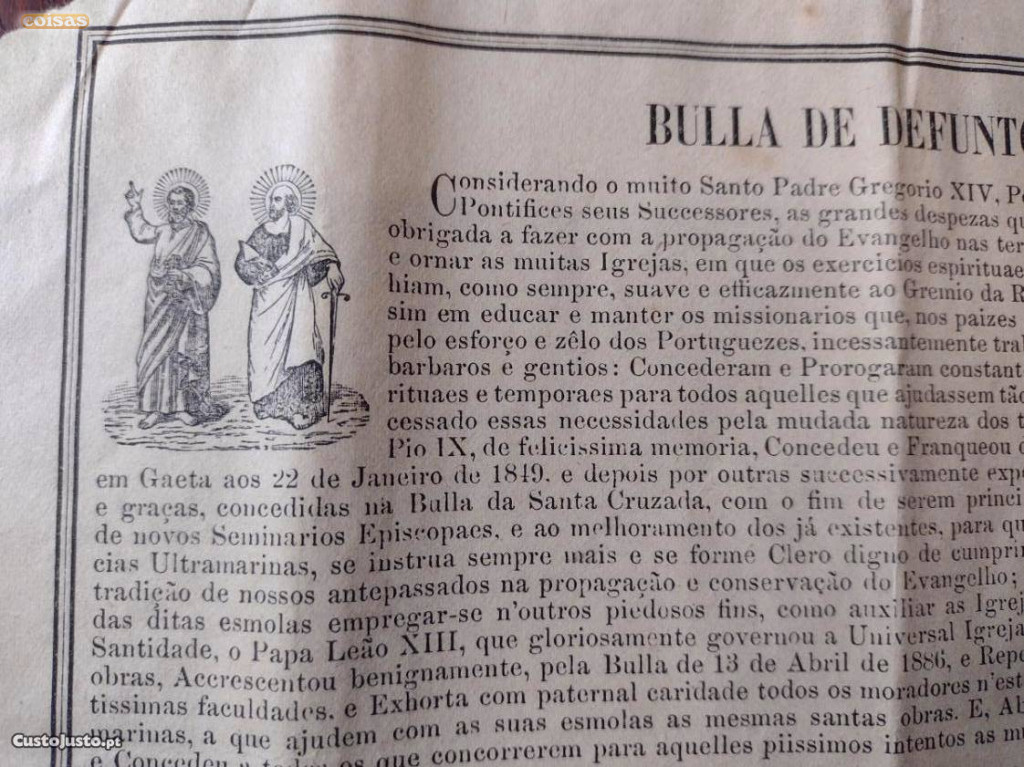 coisas
BULLA DE DEFUNTO
Considerando o muito Santo Padre Gregorio XIV, P
Pontifices seus Successores, as grandes despezas qu
obrigada a fazer com a propagação do Evangelho nas ter
e ornar as muitas Igrejas, em que os exercicios espirituae
hiam, como sempre, suave e efficazmente ao Gremio da R
sim em educar e manter os missionarios que, nos paizes
pelo esforço e zêlo dos Portuguezes, incessantemente tral
barbaros e gentios: Concederam e Prorogaram constant
rituaes e temporaes para todos aquelles que ajudassem tão
cessado essas necessidades pela mudada natureza dos t
Pio IX, de felicissima memoria, Concedeu e Franqueou
em Gaeta aos 22 de Janeiro de 1849. e depois por outras successivamente exp
e graças, concedidas na Bulla da Santa Cruzada, com o fim de serem princi
de novos Seminarios Episcopaes, e ao melhoramento dos já existentes, para qu
cias Ultramarinas, se instrua sempre mais e se forme Clero digno de cumprir
tradição de nossos antepassados na propagação e conservação do Evangelho;
das ditas esmolas empregar-se n'outros piedosos fins, como auxiliar as Igrej
Santidade, o Papa Leão XIII, que gloriosamente governou a Universal Igreja
obras, Accrescentou benignamente, pela Bulla de 13 de Abril de 1886, e Repe
tissimas faculdades. e Exhorta com paternal caridade todos os moradores n'est
marinas, a que ajudem com as suas esmolas as mesmas santas obras. E, Ab
e Concedeu a todos os que concorrerem para aquelles piissimos intentos as m
CustoJusto.pt